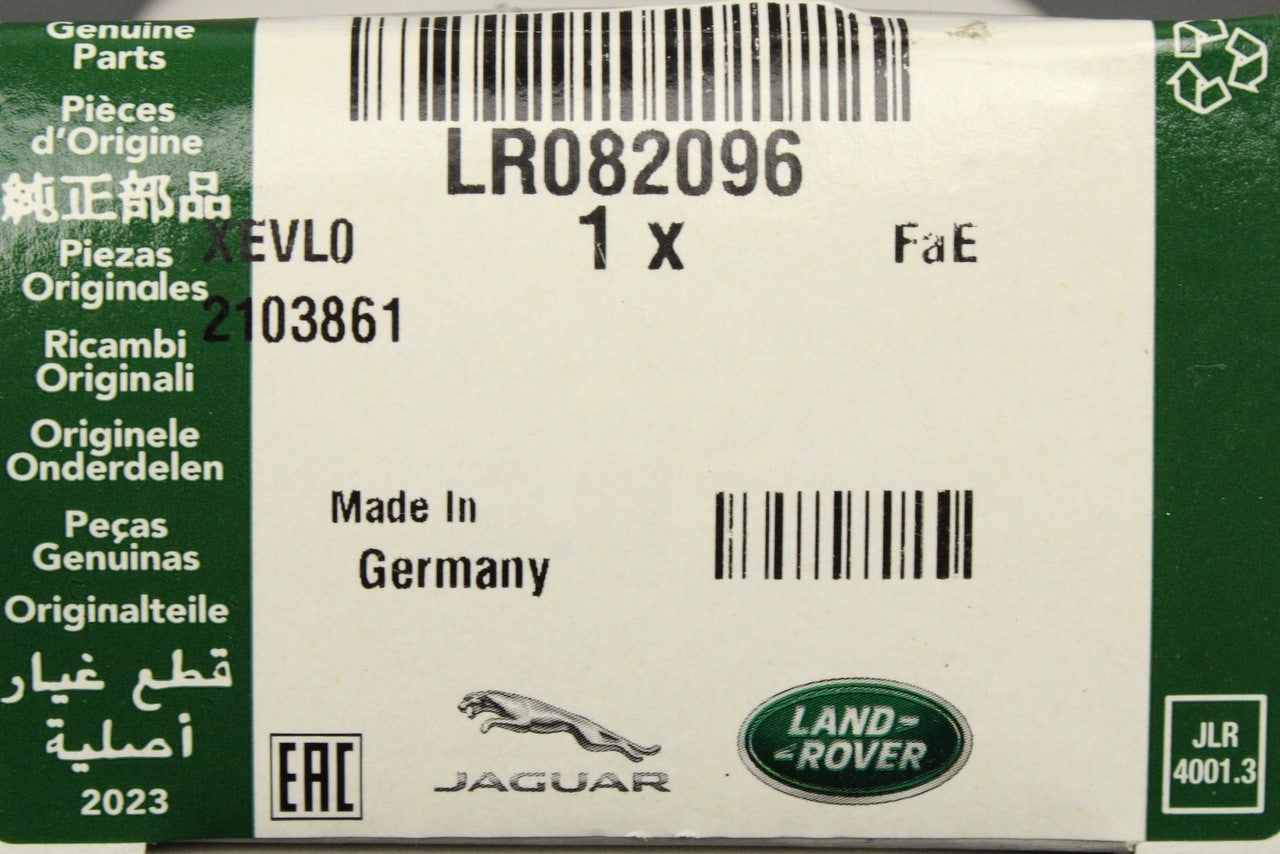 Genuine
Parts
Pièces
d'Origine
純正部品
Piezas
Originales
Ricambi
Originali
Originele
Onderdelen
Peças
Genuinas
Originalteile
قطع غيار
أصلية
2023
LR082096
XEVL0
1 x
FaE
2103861
Made In
Germany
EAC
JAGUAR
LAND-
-ROVER
JLR
4001.3